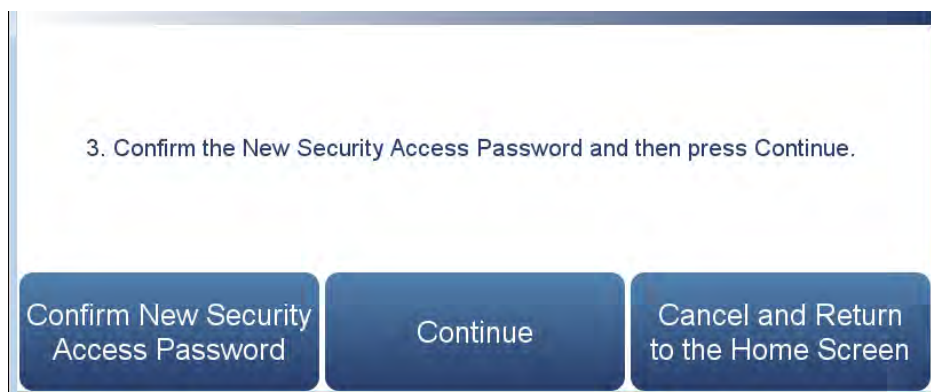 3. Confirm the New Security Access Password and then press Continue.
Confirm New Security
Access Password
Continue
Cancel and Return
to the Home Screen